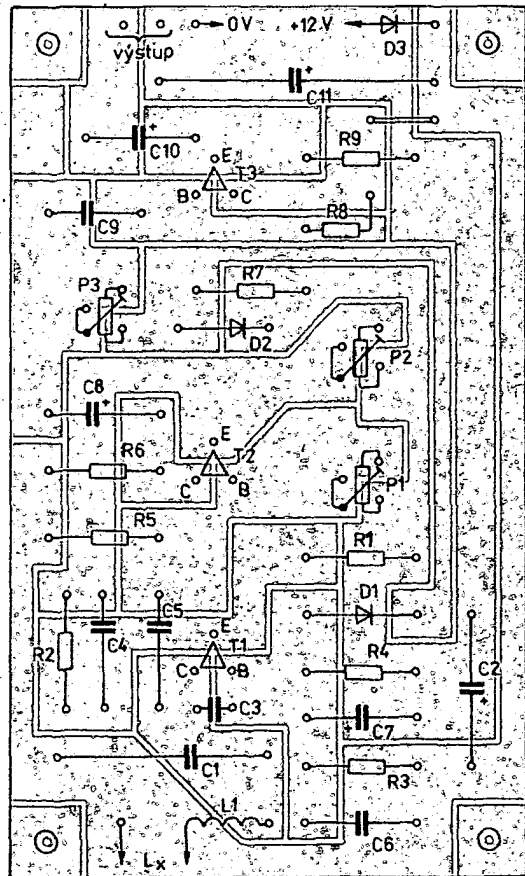 0V +12V
výstup D3
C11
C10 R9
E
T3
B C
C9 R8
P3 R7
D2
P2
C8
E
R6 T2
C B P1
R5
R1
D1
C4 C5
E
R2 T1
C B R4 C2
C3 C7
C1 R3
L1
C6
Lx